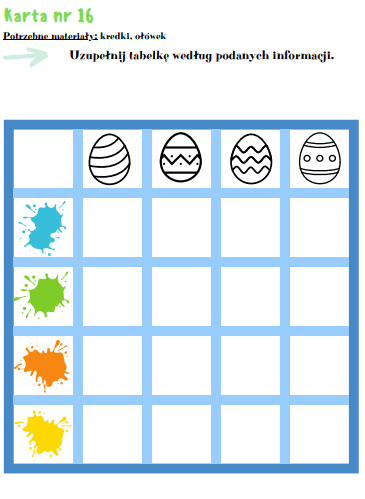 Karta nr 16
Potrzebne materiały: kredki, ołówek
Uzupełnij tabelkę według podanych informacji.